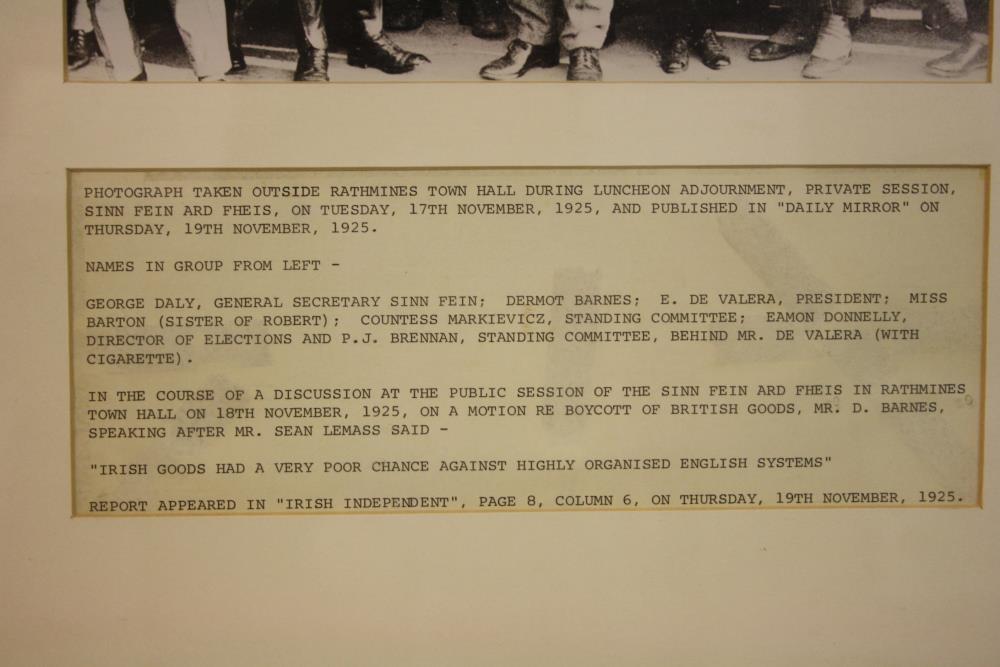 PHOTOGRAPH TAKEN OUTSIDE RATHMINES TOWN HALL DURING LUNCHEON ADJOURNMENT, PRIVATE SESSION,
SINN FEIN ARD FHEIS, ON TUESDAY, 17TH NOVEMBER, 1925, AND PUBLISHED IN "DAILY MIRROR" ON
THURSDAY, 19TH NOVEMBER, 1925.
NAMES IN GROUP FROM LEFT -
GEORGE DALY, GENERAL SECRETARY SINN FEIN; DERMOT BARNES; E. DE VALERA, PRESIDENT; MISS
BARTON (SISTER OF ROBERT); COUNTESS MARKIEVICZ, STANDING COMMITTEE; EAMON DONNELLY,
DIRECTOR OF ELECTIONS AND P.J. BRENNAN, STANDING COMMITTEE, BEHIND MR. DE VALERA (WITH
CIGARETTE).
IN THE COURSE OF A DISCUSSION AT THE PUBLIC SESSION OF THE SINN FEIN ARD FHEIS IN RATHMINES
TOWN HALL ON 18TH NOVEMBER, 1925, ON A MOTION RE BOYCOTT OF BRITISH GOODS, MR. D. BARNES,
SPEAKING AFTER MR. SEAN LEMASS SAID -
"IRISH GOODS HAD A VERY POOR CHANCE AGAINST HIGHLY ORGANISED ENGLISH SYSTEMS"
REPORT APPEARED IN "IRISH INDEPENDENT", PAGE 8, COLUMN 6, ON THURSDAY, 19TH NOVEMBER, 1925.